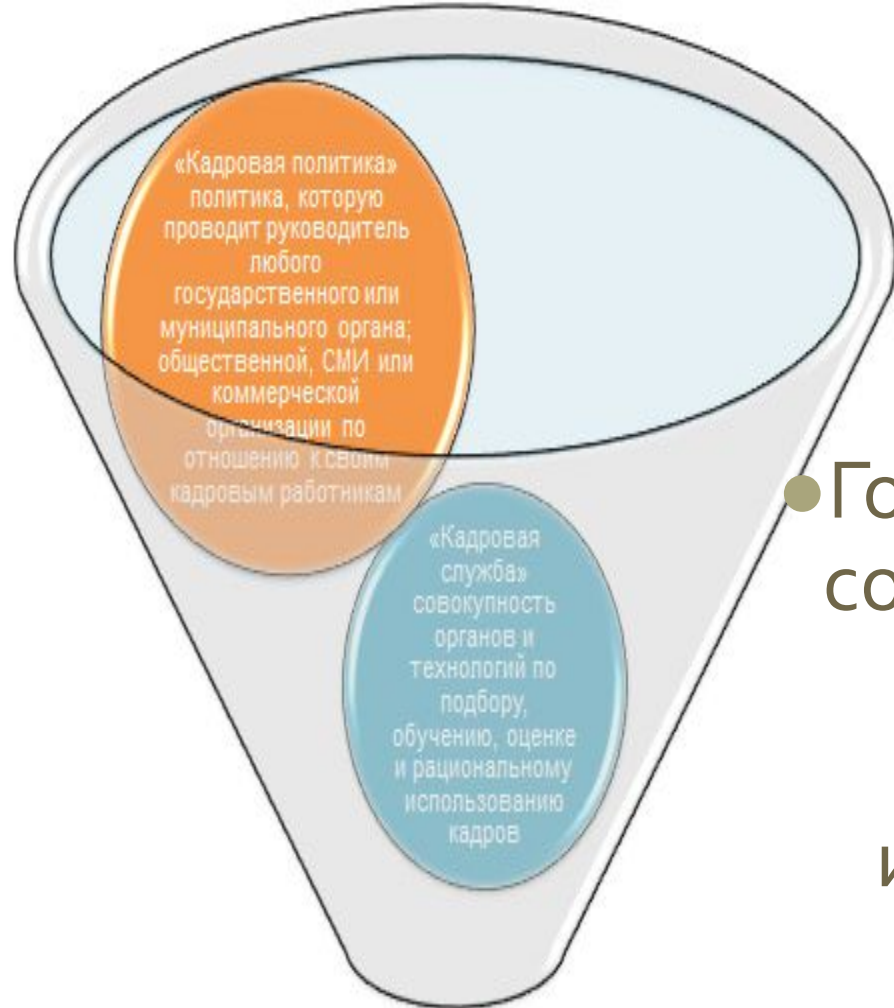 «Кадровая политика»
политика, которую
проводит руководитель
любого
государственного или
муниципального органа;
общественной, СМИ или
коммерческой
организации по
отношению к своим
кадровым работникам
«Кадровая
служба»
совокупность
органов и
технологий по
подбору,
обучению, оценке
и рациональному
использованию
кадров
Го
со
и